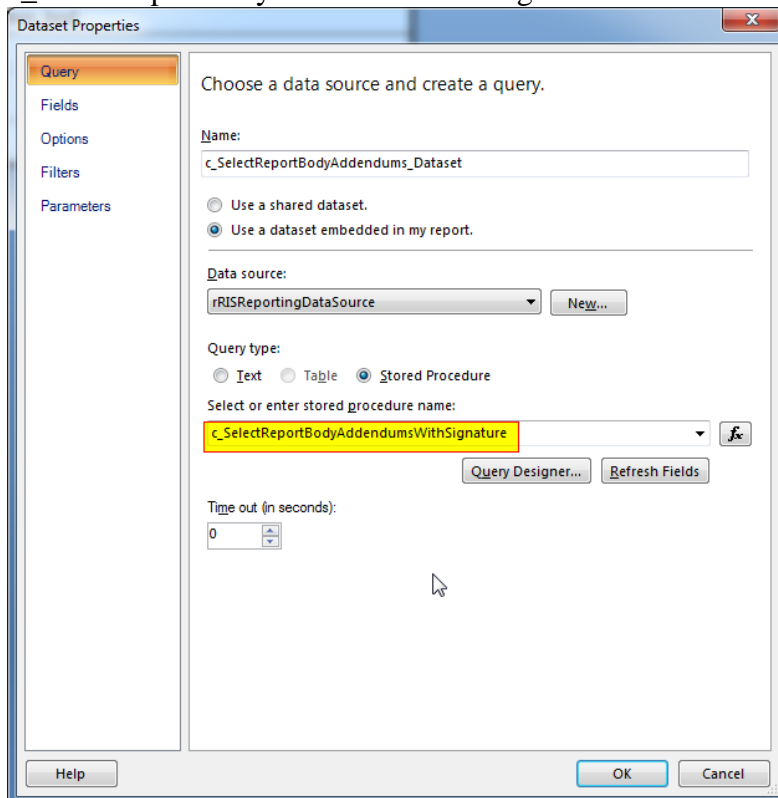 Dataset Properties
Query
Fields
Options
Filters
Parameters
Choose a data source and create a query.
Name:
c_SelectReportBodyAddendums_Dataset
Use a shared dataset.
Use a dataset embedded in my report.
Data source:
rRISReportingDataSource
New...
Query type:
Text Table Stored Procedure
Select or enter stored procedure name:
c_SelectReportBodyAddendumsWithSignature
fx
Query Designer... Refresh Fields
Time out (in seconds):
0
Help OK Cancel